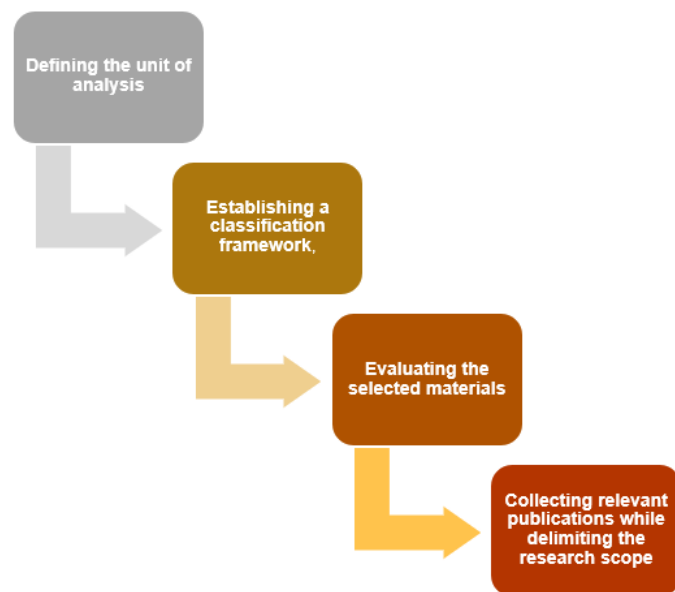 Defining the unit of
analysis
Establishing a
classification
framework,
Evaluating the
selected materials
Collecting relevant
publications while
delimiting the
research scope